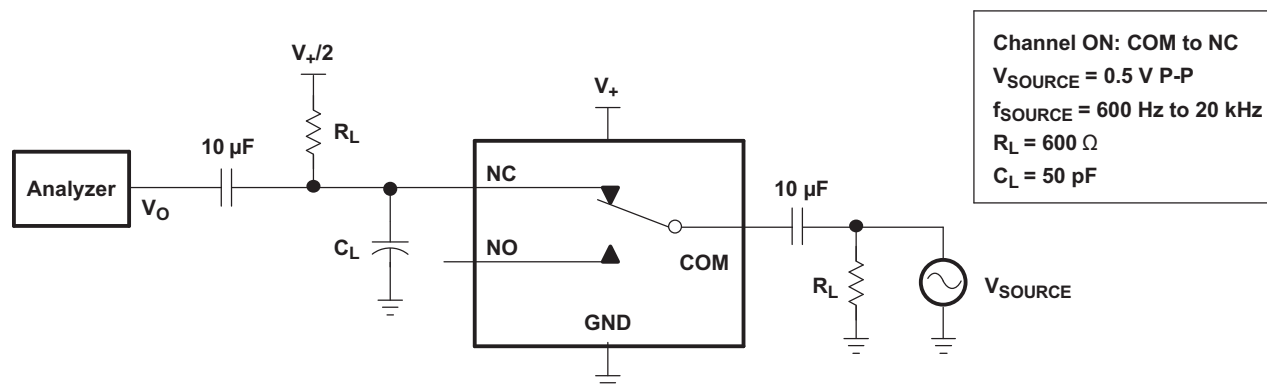 V+/2
RL
10 µF
Analyzer
VO
CL
V+
NC
NO
COM
GND
10 µF
RL
VSOURCE
Channel ON: COM to NC
VSOURCE = 0.5 V P-P
fSOURCE = 600 Hz to 20 kHz
RL = 600 Ω
CL = 50 pF